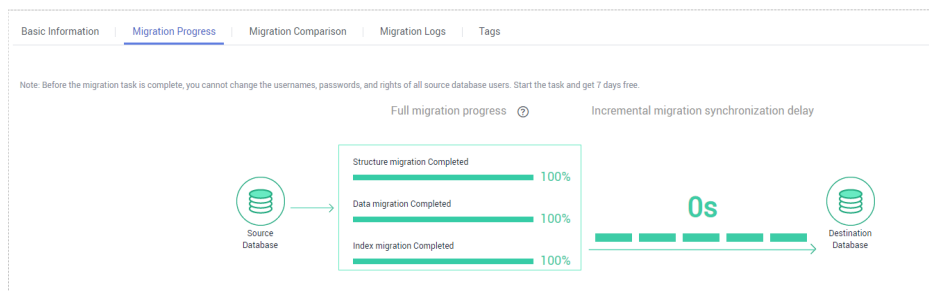 Basic Information
Migration Progress
Migration Comparison
Migration Logs
Tags
Note: Before the migration task is complete, you cannot change the usernames, passwords, and rights of all source database users. Start the task and get 7 days free.
Full migration progress ?
Incremental migration synchronization delay
Structure migration Completed
100%
Data migration Completed
100%
Index migration Completed
100%
Source
Database
0s
Destination
Database